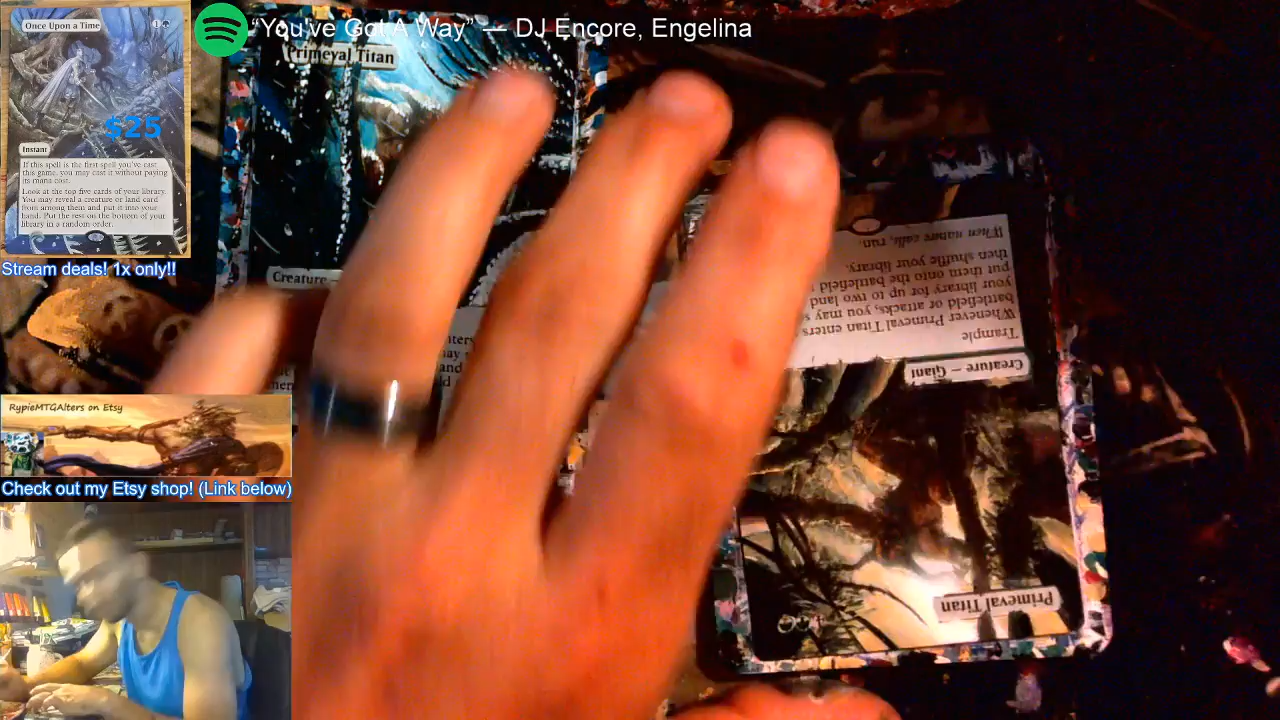 Once Upon a Time
1
$25
Instant
If this spell is the first spell you've cast
this game, you may cast it without paying
its mana cost.
Look at the top five cards of your library.
You may reveal a creature or land card
from among them and put it into your
hand. Put the rest on the bottom of your
library in a random order.
Stream deals! 1x only!!
RypieMTGAlters on Etsy
Check out my Etsy shop! (Link below)
"You've Got A Way" — DJ Encore, Engelina
Primeval Titan
Creature —
Primeval Titan
Creature – Giant
Trample
Whenever Primeval Titan enters
battlefield or attacks, you may
your library for up to two land
put them onto the battlefield
then shuffle your library.
When nature calls, run.